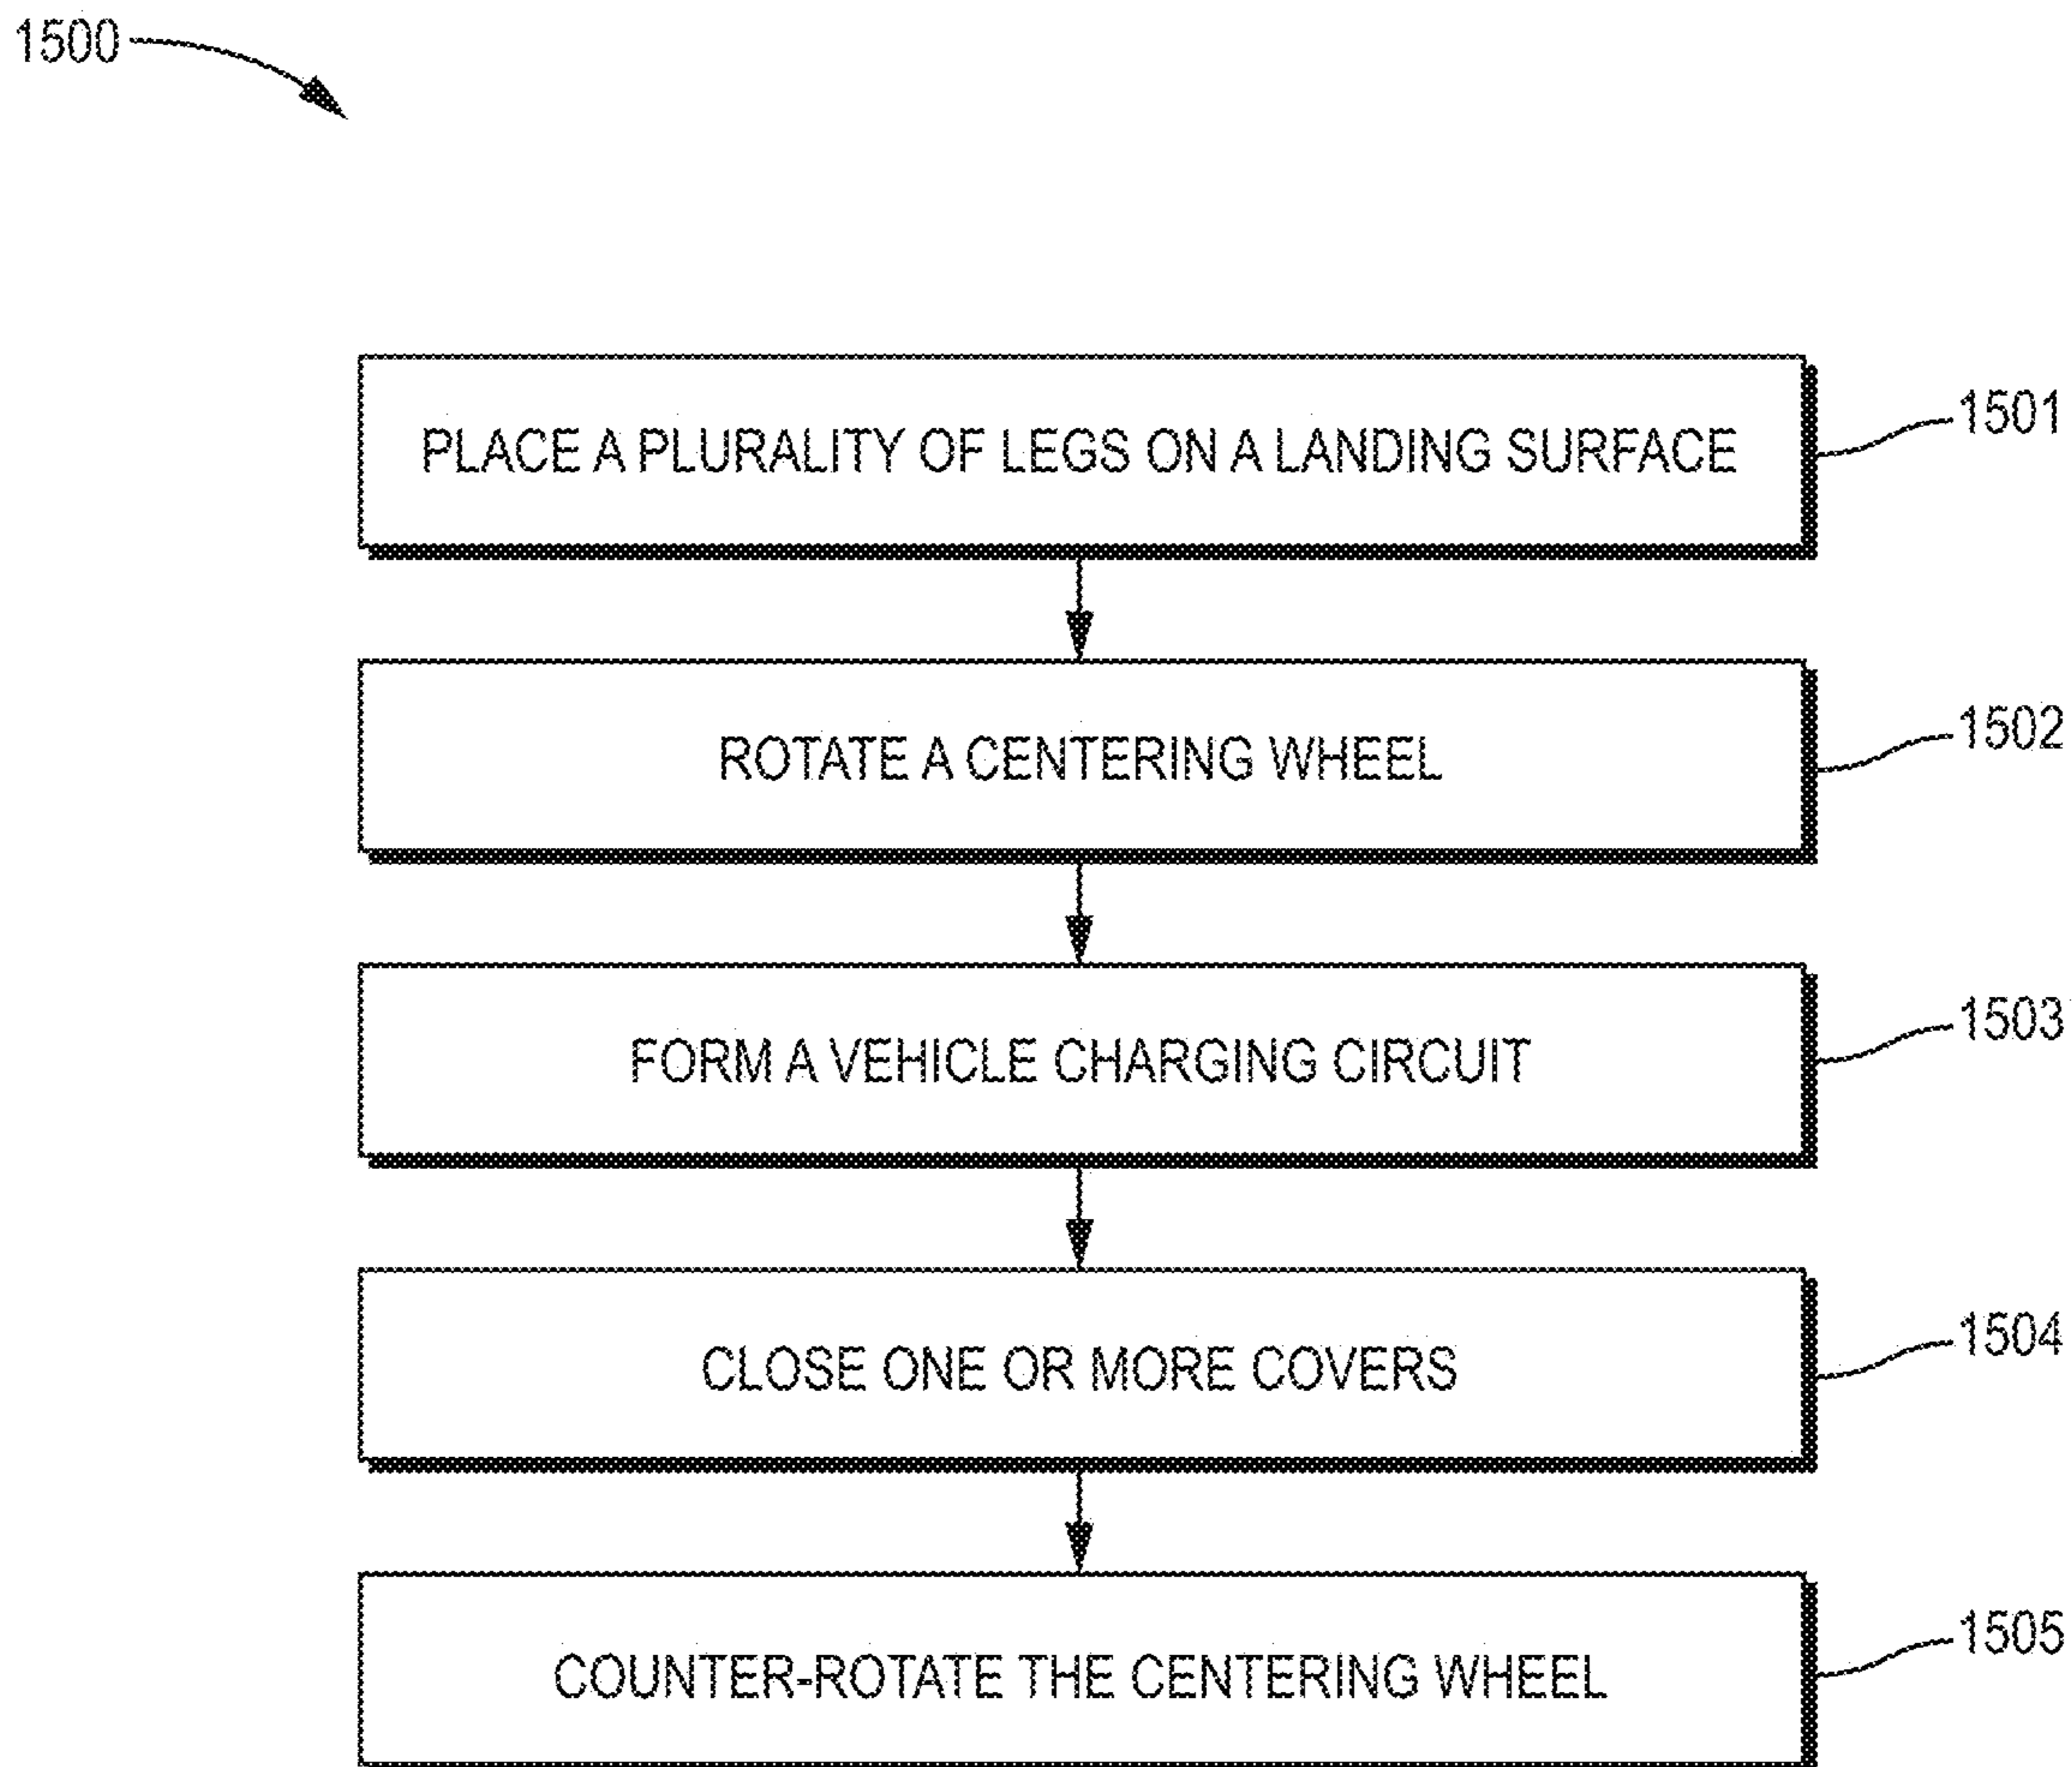 1500
PLACE A PLURALITY OF LEGS ON A LANDING SURFACE
1501
ROTATE A CENTERING WHEEL
1502
FORM A VEHICLE CHARGING CIRCUIT
1503
CLOSE ONE OR MORE COVERS
1504
COUNTER-ROTATE THE CENTERING WHEEL
1505